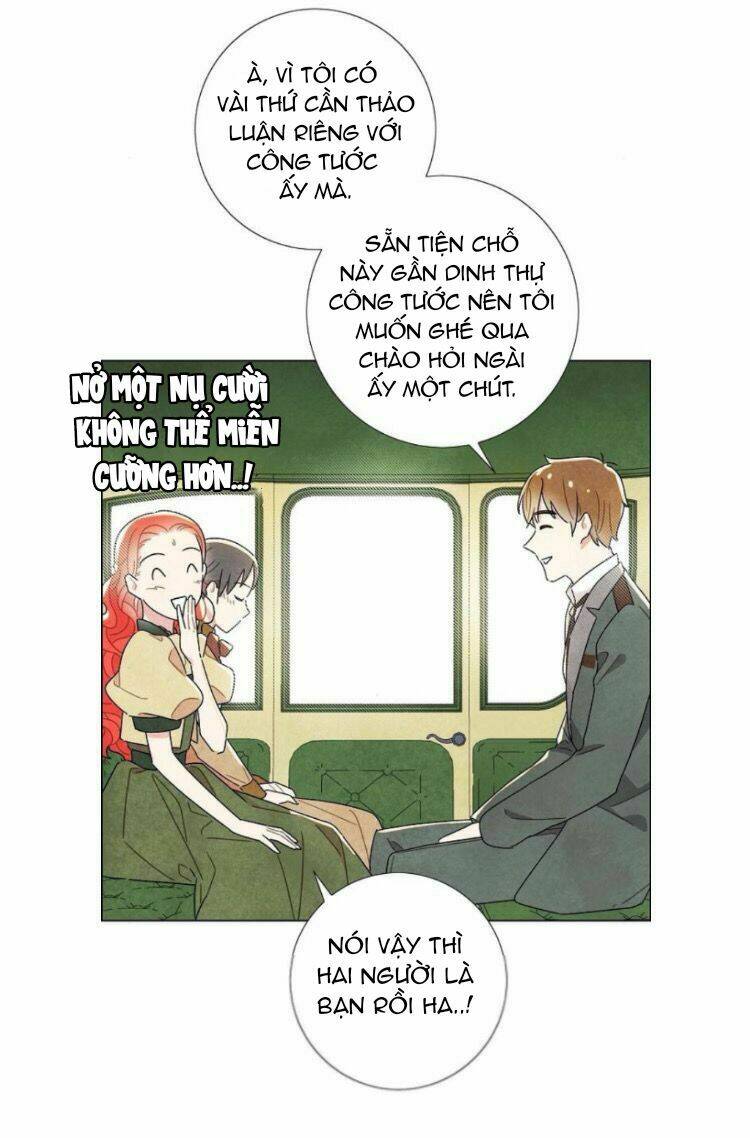 À, VÌ TÔI CÓ
VÀI THỨ CẦN THẢO
LUẬN RIÊNG VỚI
CÔNG TƯỚC
ẤY MÀ.
SẴN TIỆN CHỖ
NÀY GẦN DINH THỰ
CÔNG TƯỚC NÊN TÔI
MUỐN GHÉ QUA
CHÀO HỎI NGÀI
ẤY MỘT CHÚT.
NỞ MỘT NỤ CƯỜI
KHÔNG THỂ MIỄN
CƯỠNG HƠN...!
NÓI VẬY THÌ
HAI NGƯỜI LÀ
BẠN RỒI HA..!